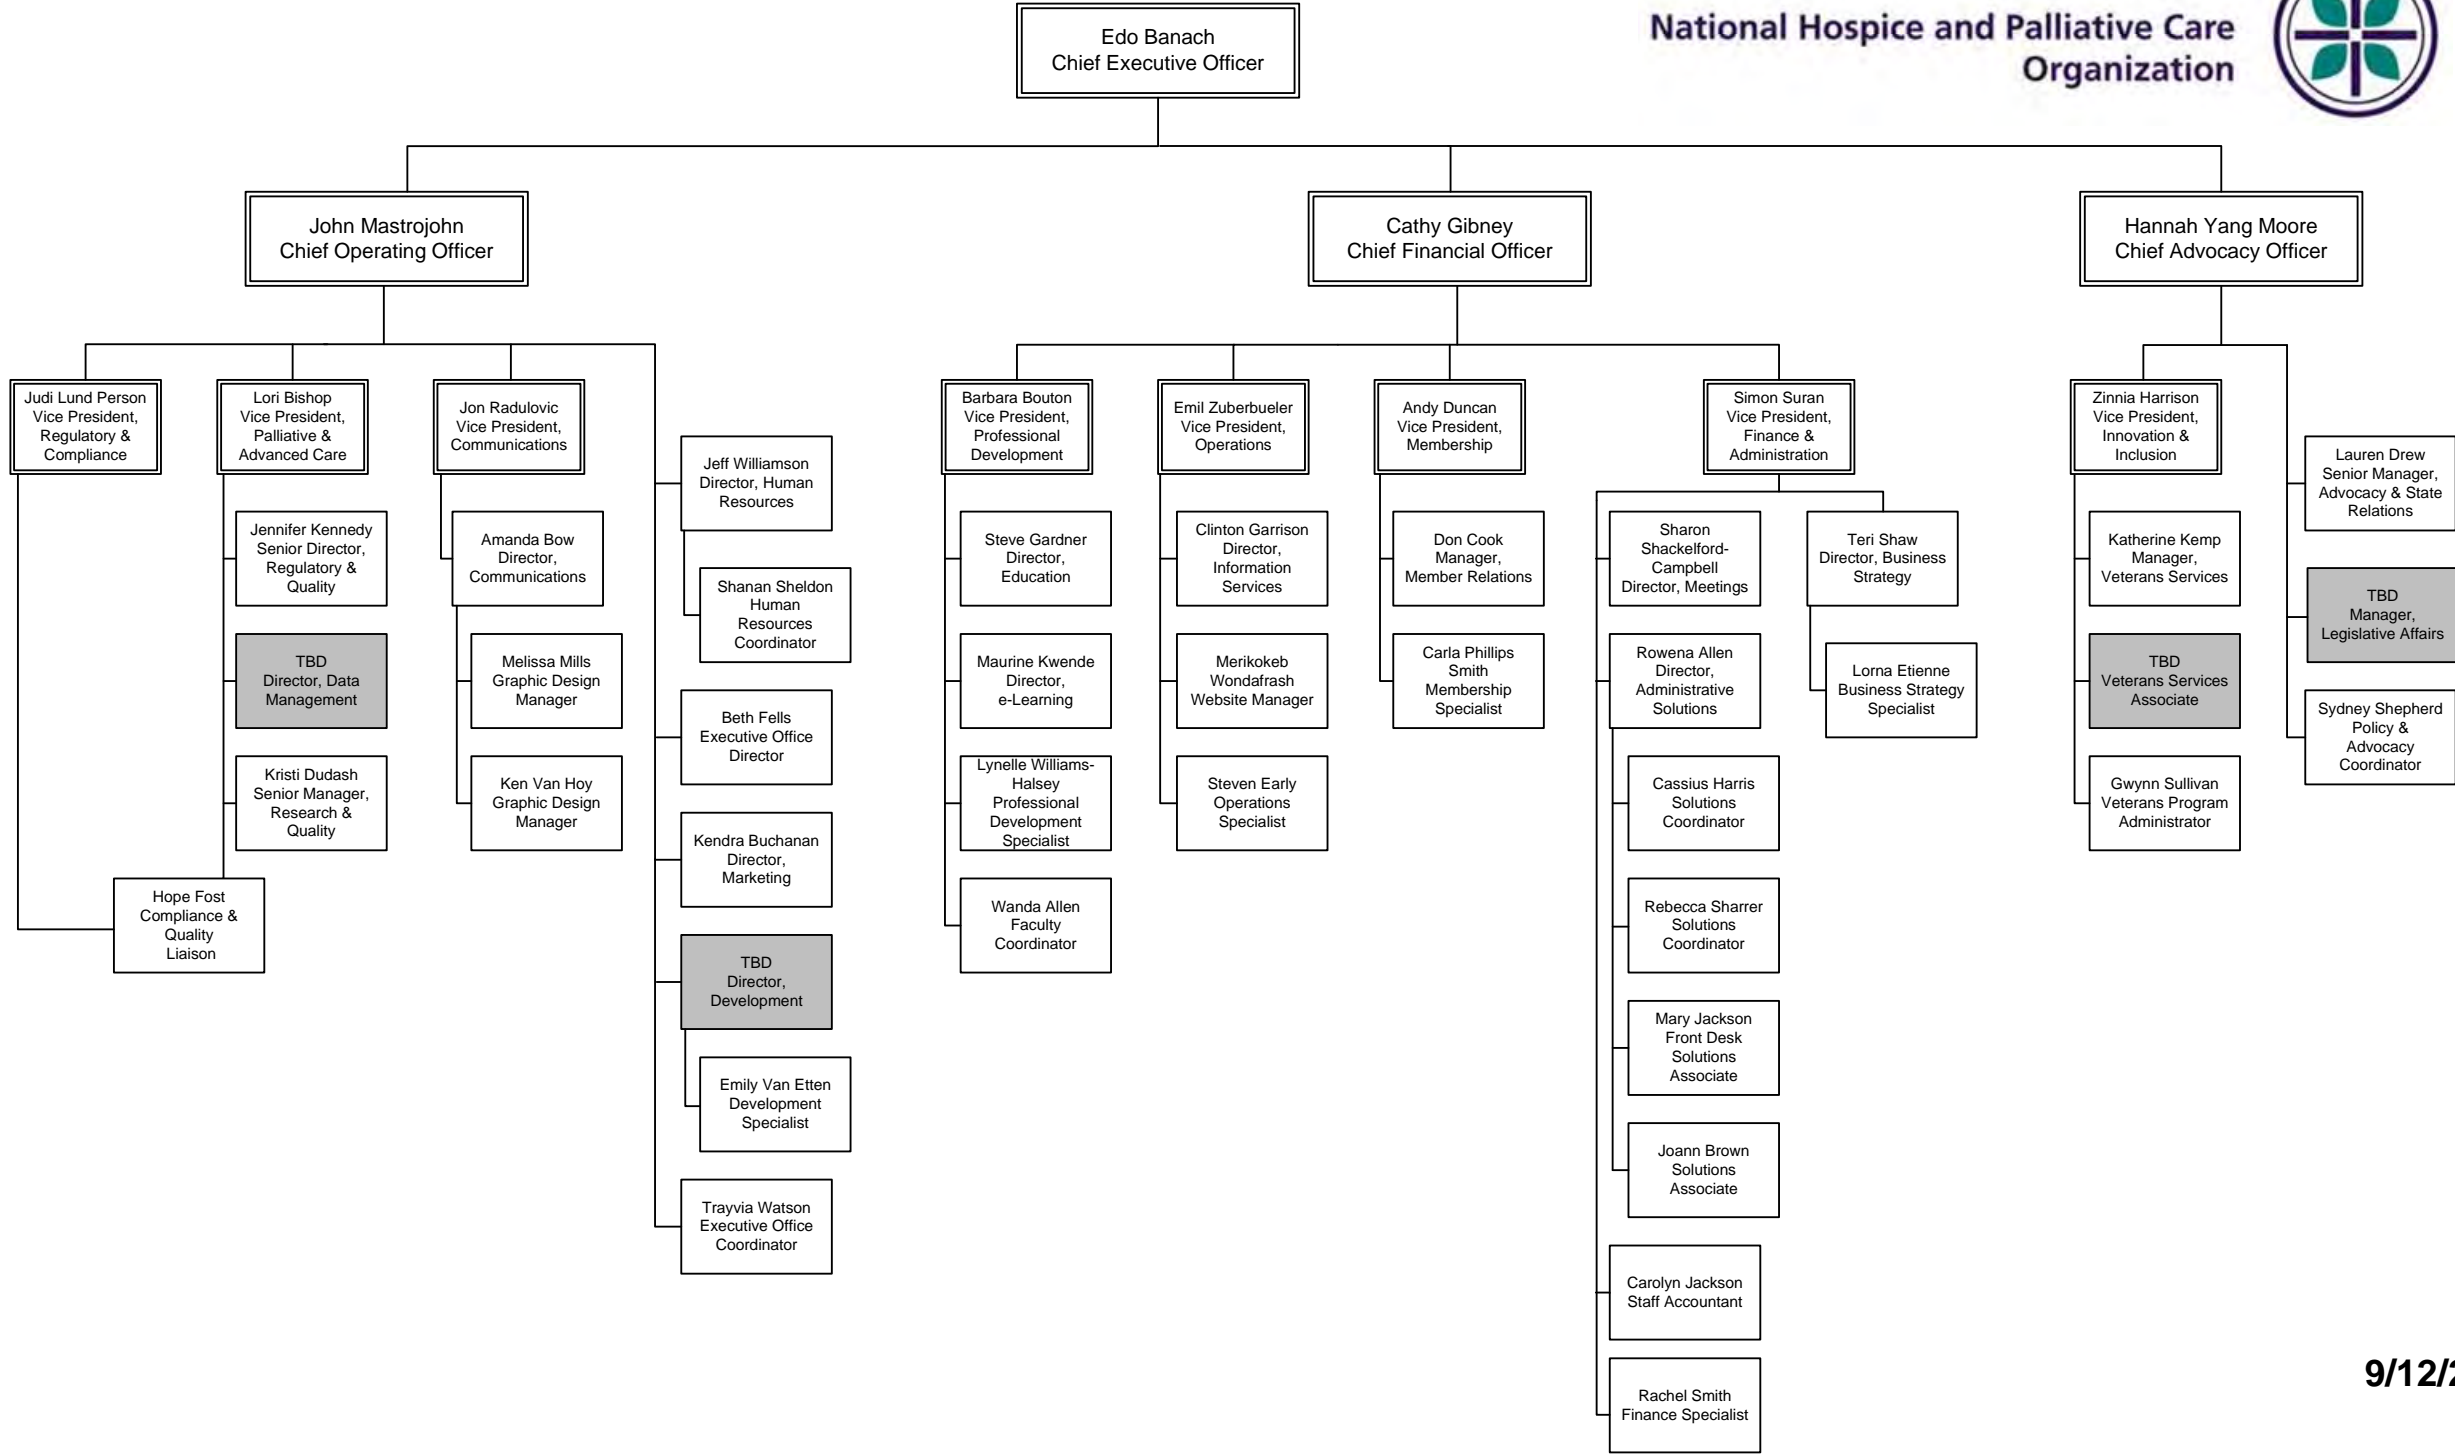 National Hospice and Palliative Care
Organization
Edo Banach
Chief Executive Officer
John Mastrojohn
Chief Operating Officer
Cathy Gibney
Chief Financial Officer
Hannah Yang Moore
Chief Advocacy Officer
Judi Lund Person
Vice President,
Regulatory &
Compliance
Lori Bishop
Vice President,
Palliative &
Advanced Care
Jon Radulovic
Vice President,
Communications
Jennifer Kennedy
Senior Director,
Regulatory &
Quality
TBD
Director, Data
Management
Kristi Dudash
Senior Manager,
Research &
Quality
Hope Fost
Compliance &
Quality
Liaison
Amanda Bow
Director,
Communications
Melissa Mills
Graphic Design
Manager
Ken Van Hoy
Graphic Design
Manager
Jeff Williamson
Director, Human
Resources
Shanan Sheldon
Human
Resources
Coordinator
Beth Fells
Executive Office
Director
Kendra Buchanan
Director,
Marketing
TBD
Director,
Development
Emily Van Etten
Development
Specialist
Trayvia Watson
Executive Office
Coordinator
Barbara Bouton
Vice President,
Professional
Development
Steve Gardner
Director,
Education
Maurine Kwende
Director,
e-Learning
Lynelle Williams-
Halsey
Professional
Development
Specialist
Wanda Allen
Faculty
Coordinator
Emil Zuberbueler
Vice President,
Operations
Clinton Garrison
Director,
Information
Services
Merikokeb
Wondafrash
Website Manager
Steven Early
Operations
Specialist
Andy Duncan
Vice President,
Membership
Don Cook
Manager,
Member Relations
Carla Phillips
Smith
Membership
Specialist
Simon Suran
Vice President,
Finance &
Administration
Sharon
Shackelford-
Campbell
Director, Meetings
Rowena Allen
Director,
Administrative
Solutions
Cassius Harris
Solutions
Coordinator
Rebecca Sharrer
Solutions
Coordinator
Mary Jackson
Front Desk
Solutions
Associate
Joann Brown
Solutions
Associate
Carolyn Jackson
Staff Accountant
Rachel Smith
Finance Specialist
Teri Shaw
Director, Business
Strategy
Lorna Etienne
Business Strategy
Specialist
Zinnia Harrison
Vice President,
Innovation &
Inclusion
Katherine Kemp
Manager,
Veterans Services
TBD
Veterans Services
Associate
Gwynn Sullivan
Veterans Program
Administrator
Lauren Drew
Senior Manager,
Advocacy & State
Relations
TBD
Manager,
Legislative Affairs
Sydney Shepherd
Policy &
Advocacy
Coordinator
9/12/2